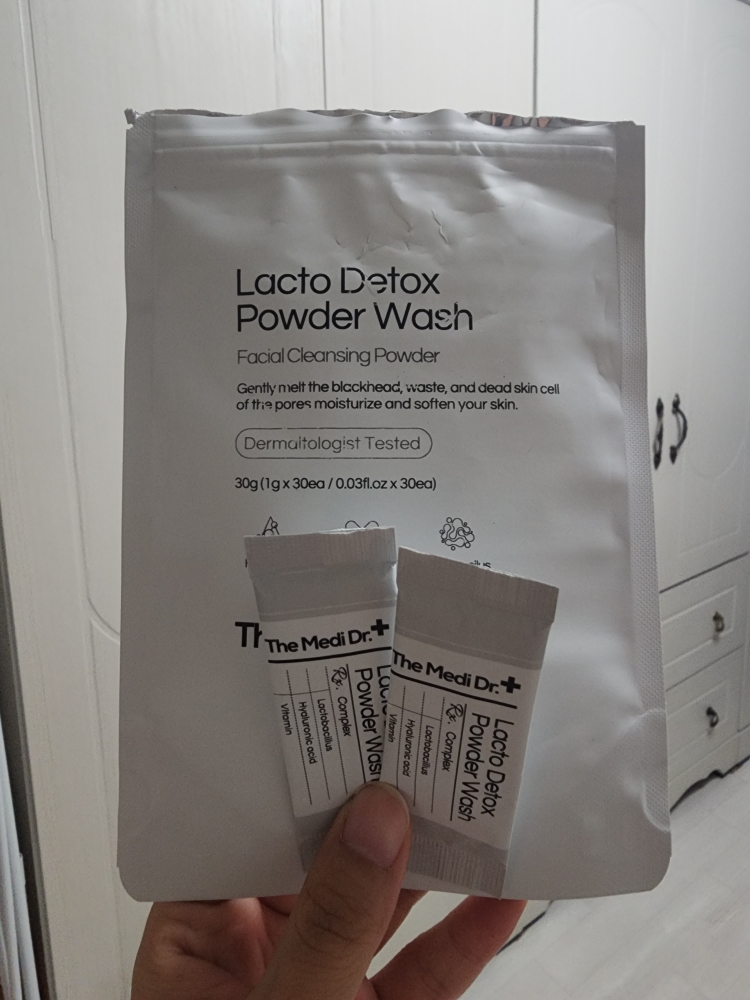 Lacto Detox
Powder Wash
Facial Cleansing Powder
Gently melt the blackhead, waste, and dead skin cell
of the pores moisturize and soften your skin.
Dermaltologist Tested
30g (1g x 30ea / 0.03fl.oz x 30ea)
The Medi Dr.+
Powder Wash
Rx. Complex
Lactobacillus
Hyaluronic acid
Vitamin
The Medi Dr.+
Lacto Detox
Powder Wash
Rx. Complex
Lactobacillus
Hyaluronic acid
Vitamin